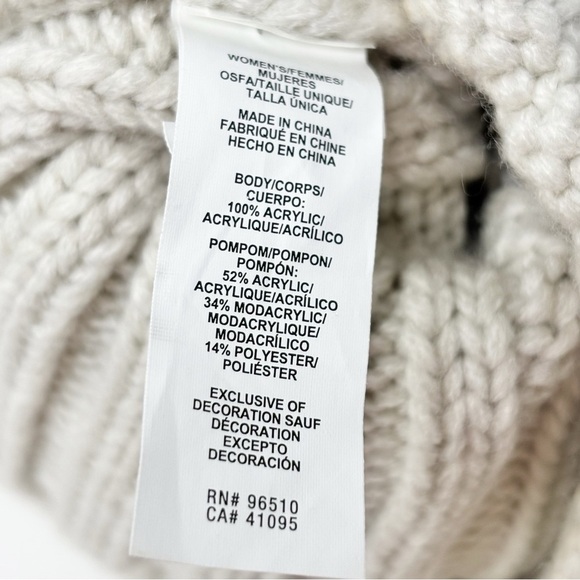 WOMEN'S/FEMMES/
MUJERES
OSFA/TAILLE UNIQUE/
TALLA ÚNICA
MADE IN CHINA
FABRIQUÉ EN CHINE
HECHO EN CHINA
BODY/CORPS/
CUERPO:
100% ACRYLIC/
ACRYLIQUE/ACRÍLICO
POMPOM/POMPON/
POMPÓN:
52% ACRYLIC/
ACRYLIQUE/ACRÍLICO
34% MODACRYLIC/
MODACRYLIQUE/
MODACRÍLICO
14% POLYESTER/
POLIÉSTER
EXCLUSIVE OF
DECORATION SAUF
DÉCORATION
EXCEPTO
DECORACIÓN
RN# 96510
CA# 41095